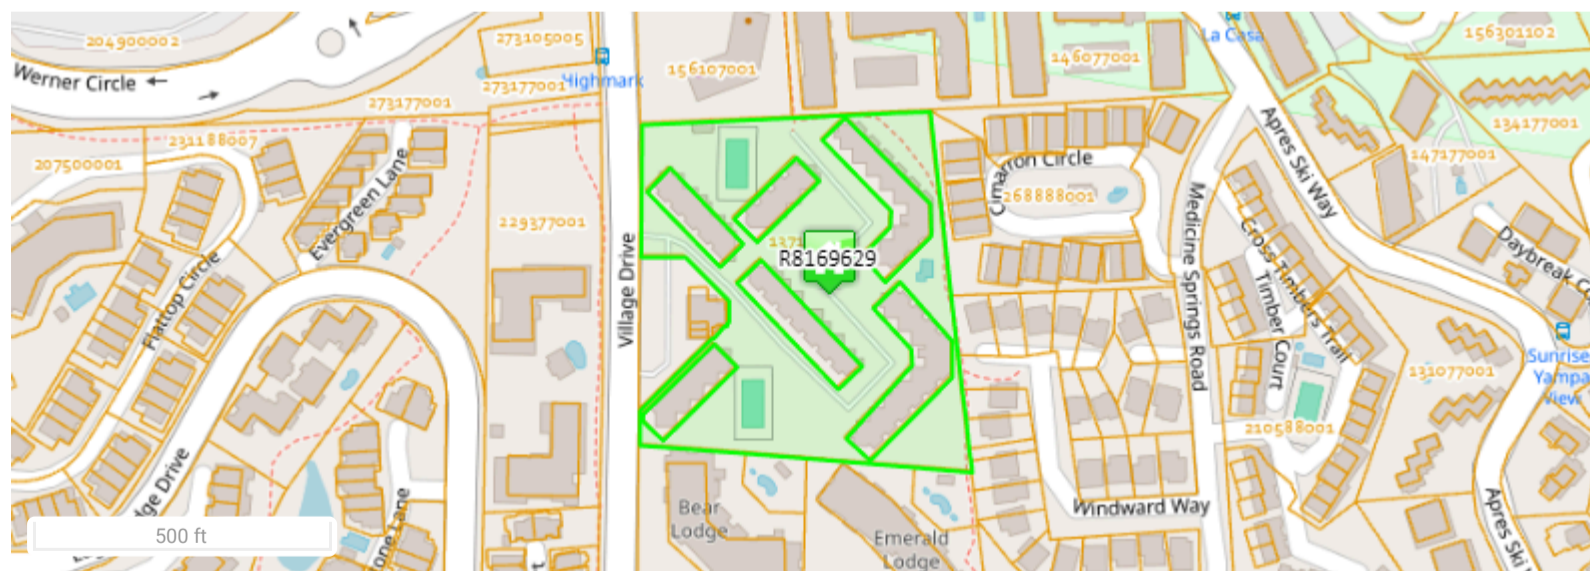 204900002
273105005
La Casa
156301102
Werner Circle
Highmark
156107001
146077001
273177001
273177001
134177001
231188007
207500001
Evergreen Lane
Apres Ski Way
147177001
Cimarron Circle
268888001
Medicine Springs Road
229377001
Village Drive
R8169629
Flattop Circle
Cross Timbers Trail
Timber Court
Daybreak
Sunrise
Yampa
View
131077001
210588001
Bear
Lodge
Emerald
Lodge
Windward Way
Apres Ski
500 ft